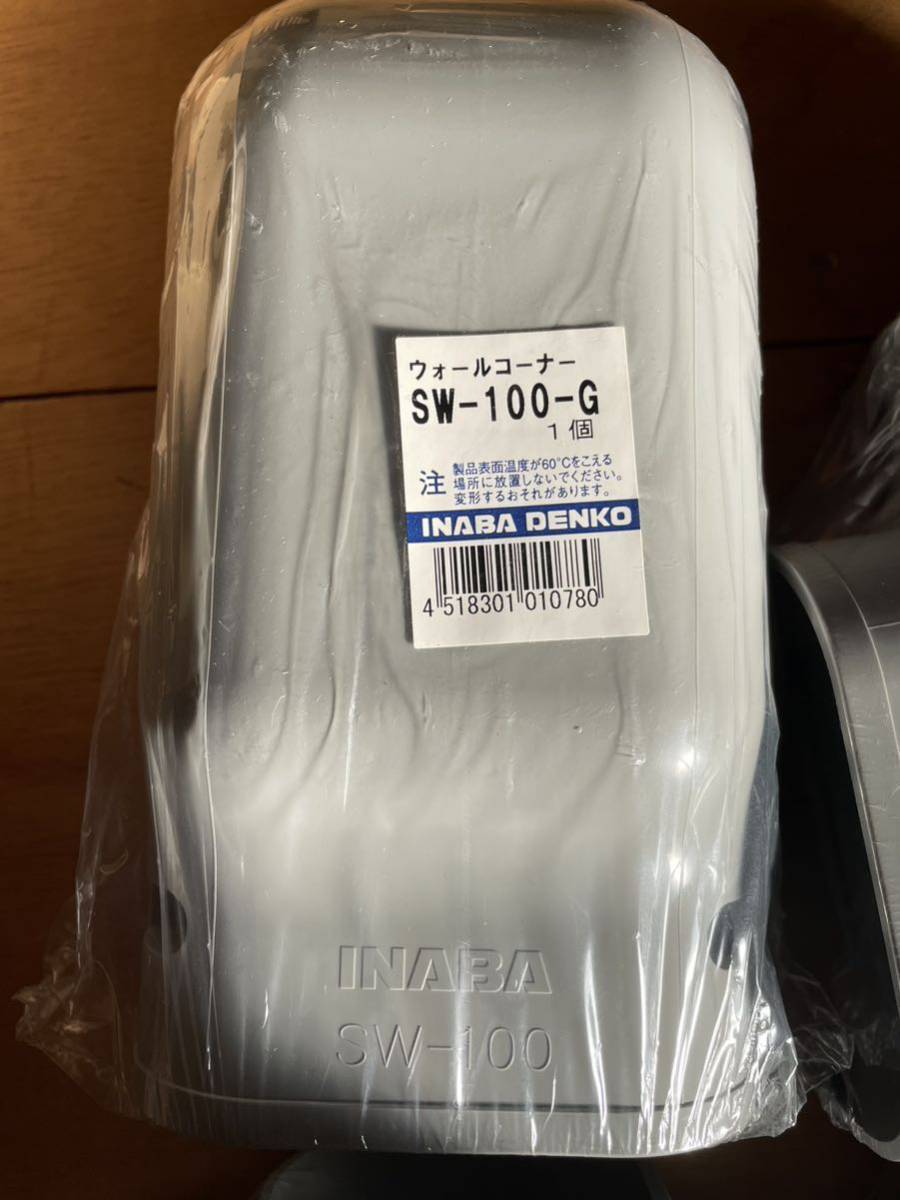 ウォールコーナー
SW-100-G
1個
注 製品表面温度が60°Cをこえる
場所に放置しないでください。
変形するおそれがあります。
INABA DENKO
4 518301 010780
INABA
SW-100